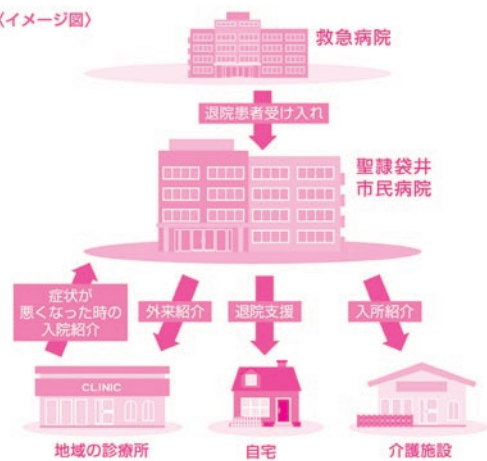 〈イメージ図〉
救急病院
退院患者受け入れ
聖隷袋井
市民病院
症状が
悪くなった時の
入院紹介
外来紹介
退院支援
入所紹介
CLINIC
地域の診療所
自宅
介護施設